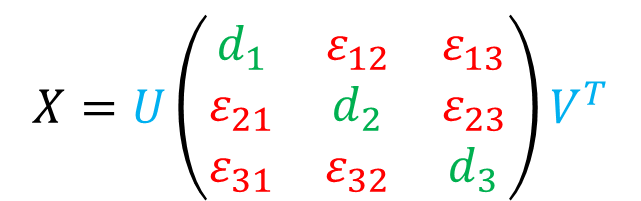 d₁ ε₁₂ ε₁₃
X = U ( ε₂₁ d₂ ε₂₃ ) Vᵀ
ε₃₁ ε₃₂ d₃